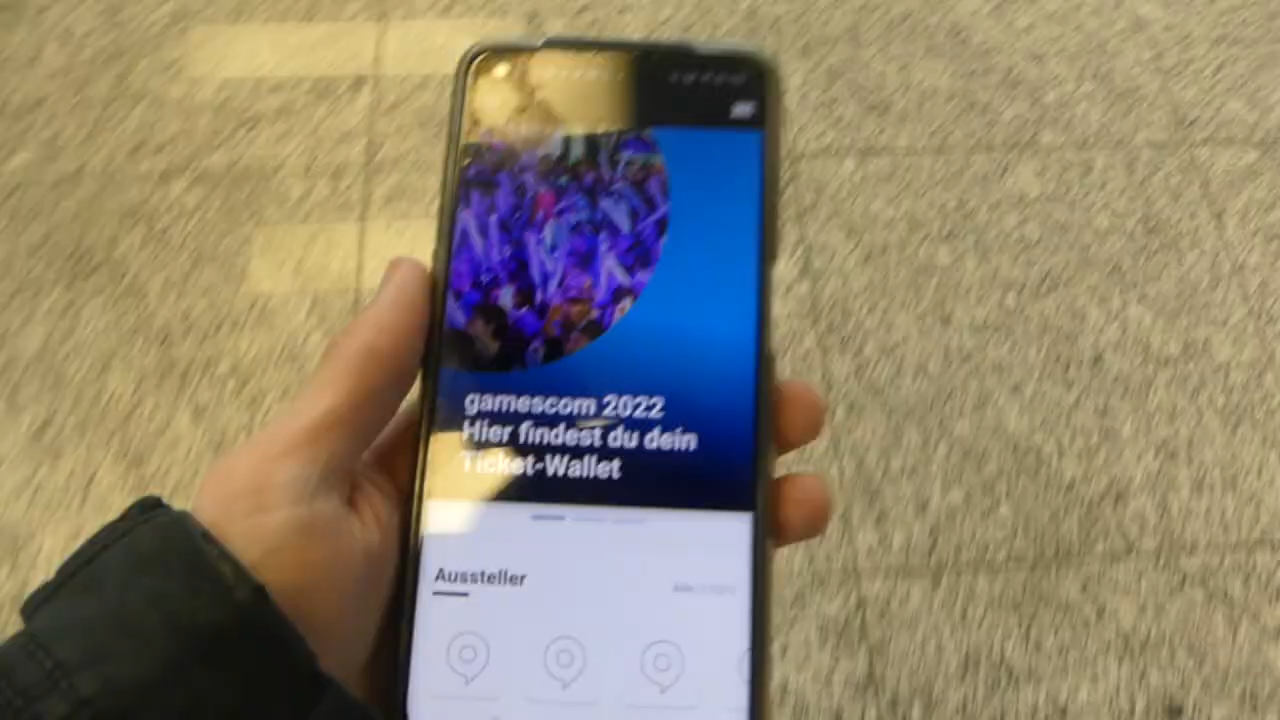 gamescom 2022
Hier findest du dein
Ticket-Wallet
Aussteller